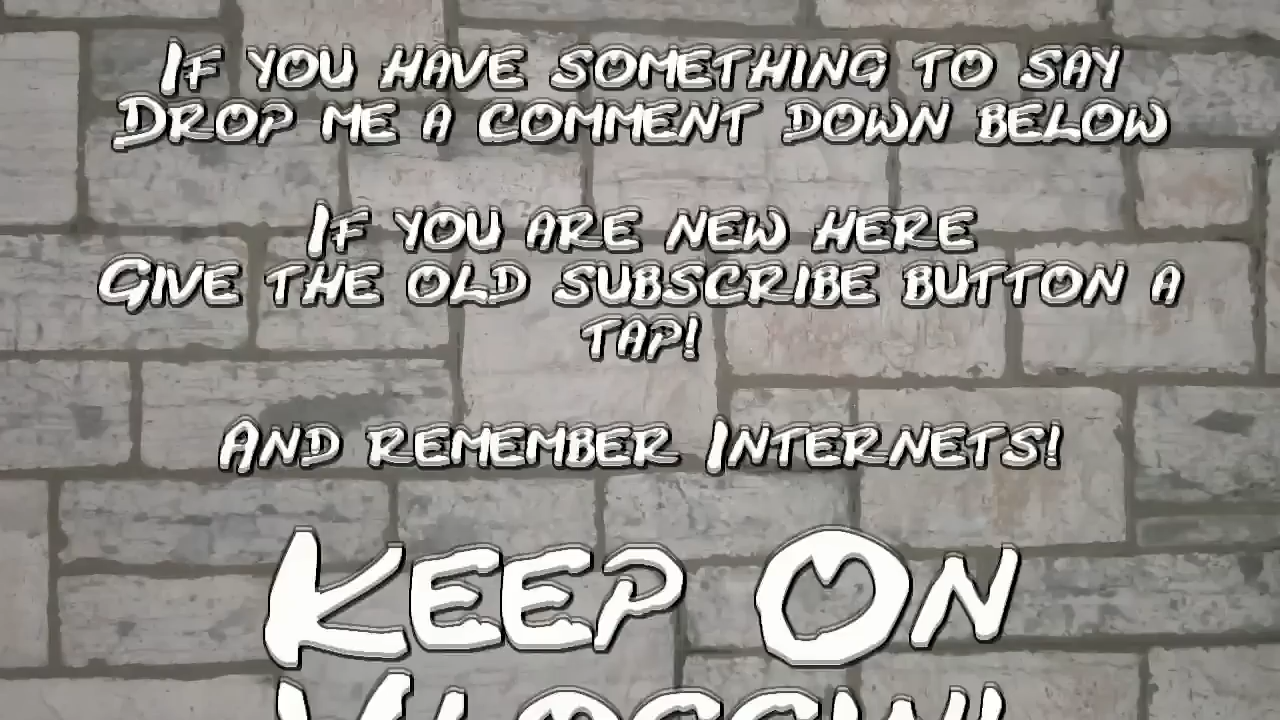 If you have something to say
Drop me a comment down below
If you are new here
Give the old subscribe button a
tap!
And remember Internets!
Keep On